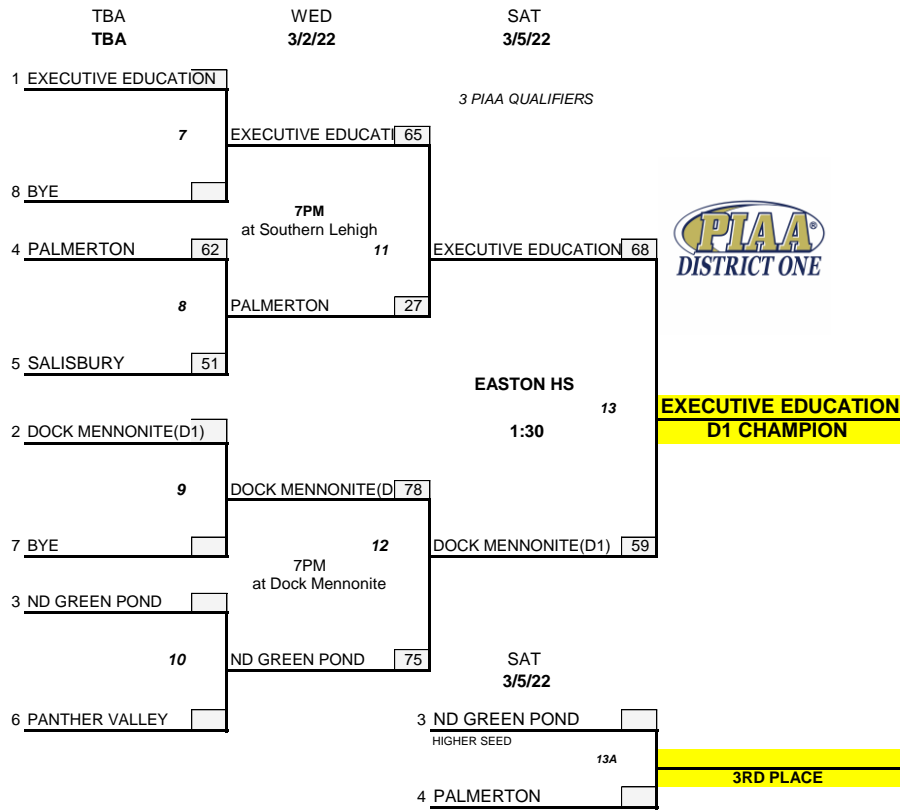 TBA WED SAT
TBA 3/2/22 3/5/22
1 EXECUTIVE EDUCATION
3 PIAA QUALIFIERS
7 EXECUTIVE EDUCATI 65
8 BYE
7PM
at Southern Lehigh
PIAA®
DISTRICT ONE
4 PALMERTON 62 11 EXECUTIVE EDUCATION 68
8 PALMERTON 27
5 SALISBURY 51
EASTON HS
13 EXECUTIVE EDUCATION
2 DOCK MENNONITE(D1) 1:30 D1 CHAMPION
9 DOCK MENNONITE(D 78
7 BYE 12 DOCK MENNONITE(D1) 59
7PM
at Dock Mennonite
3 ND GREEN POND
10 ND GREEN POND 75 SAT
3/5/22
6 PANTHER VALLEY 3 ND GREEN POND
HIGHER SEED
13A
3RD PLACE
4 PALMERTON